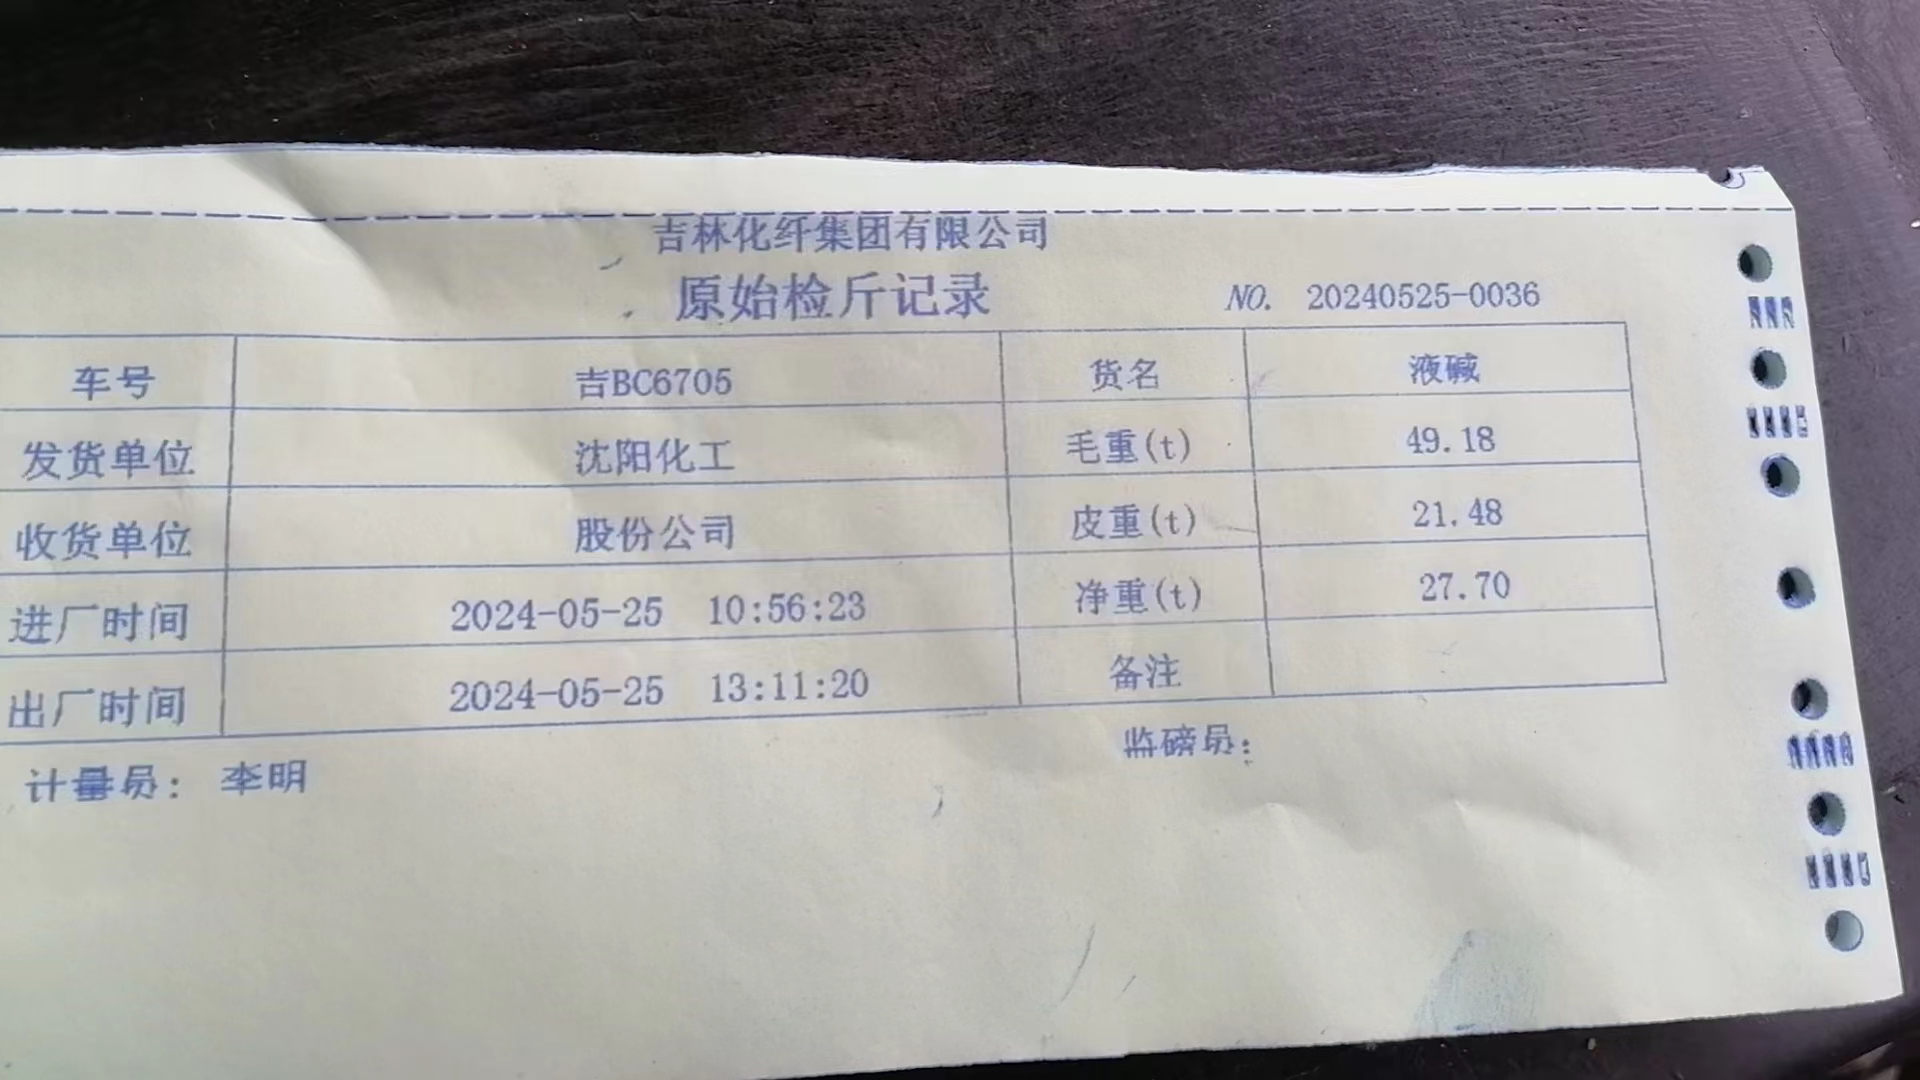 吉林化纤集团有限公司
原始检斤记录 NO. 20240525-0036
车号 吉BC6705 货名 液碱
发货单位 沈阳化工 毛重(t) 49.18
收货单位 股份公司 皮重(t) 21.48
进厂时间 2024-05-25 10:56:23 净重(t) 27.70
出厂时间 2024-05-25 13:11:20 备注
计量员: 李明 监磅员: